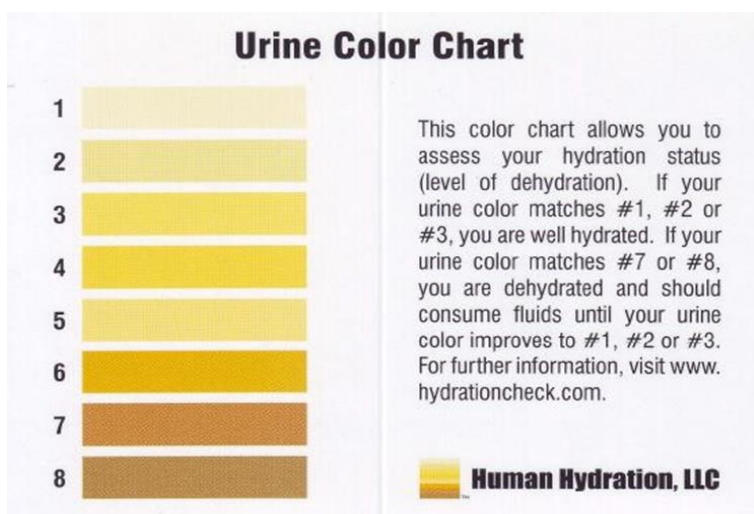 Urine Color Chart
1
2
3
4
5
6
7
8
This color chart allows you to
assess your hydration status
(level of dehydration). If your
urine color matches #1, #2 or
#3, you are well hydrated. If your
urine color matches #7 or #8,
you are dehydrated and should
consume fluids until your urine
color improves to #1, #2 or #3.
For further information, visit www.
hydrationcheck.com.
Human Hydration, LLC